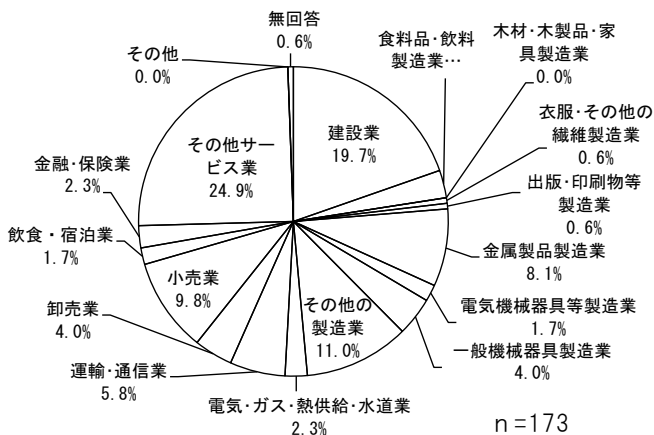 無回答
0.6%
建設業
19.7%
食料品・飲料
製造業…
木材・木製品・家
具製造業
0.0%
衣服・その他の
繊維製造業
0.6%
出版・印刷物等
製造業
0.6%
金属製品製造業
8.1%
電気機械器具等製造業
1.7%
一般機械器具製造業
4.0%
その他の
製造業
11.0%
電気・ガス・熱供給・水道業
2.3%
運輸・通信業
5.8%
卸売業
4.0%
小売業
9.8%
飲食・宿泊業
1.7%
金融・保険業
2.3%
その他サー
ビス業
24.9%
その他
0.0%
n=173